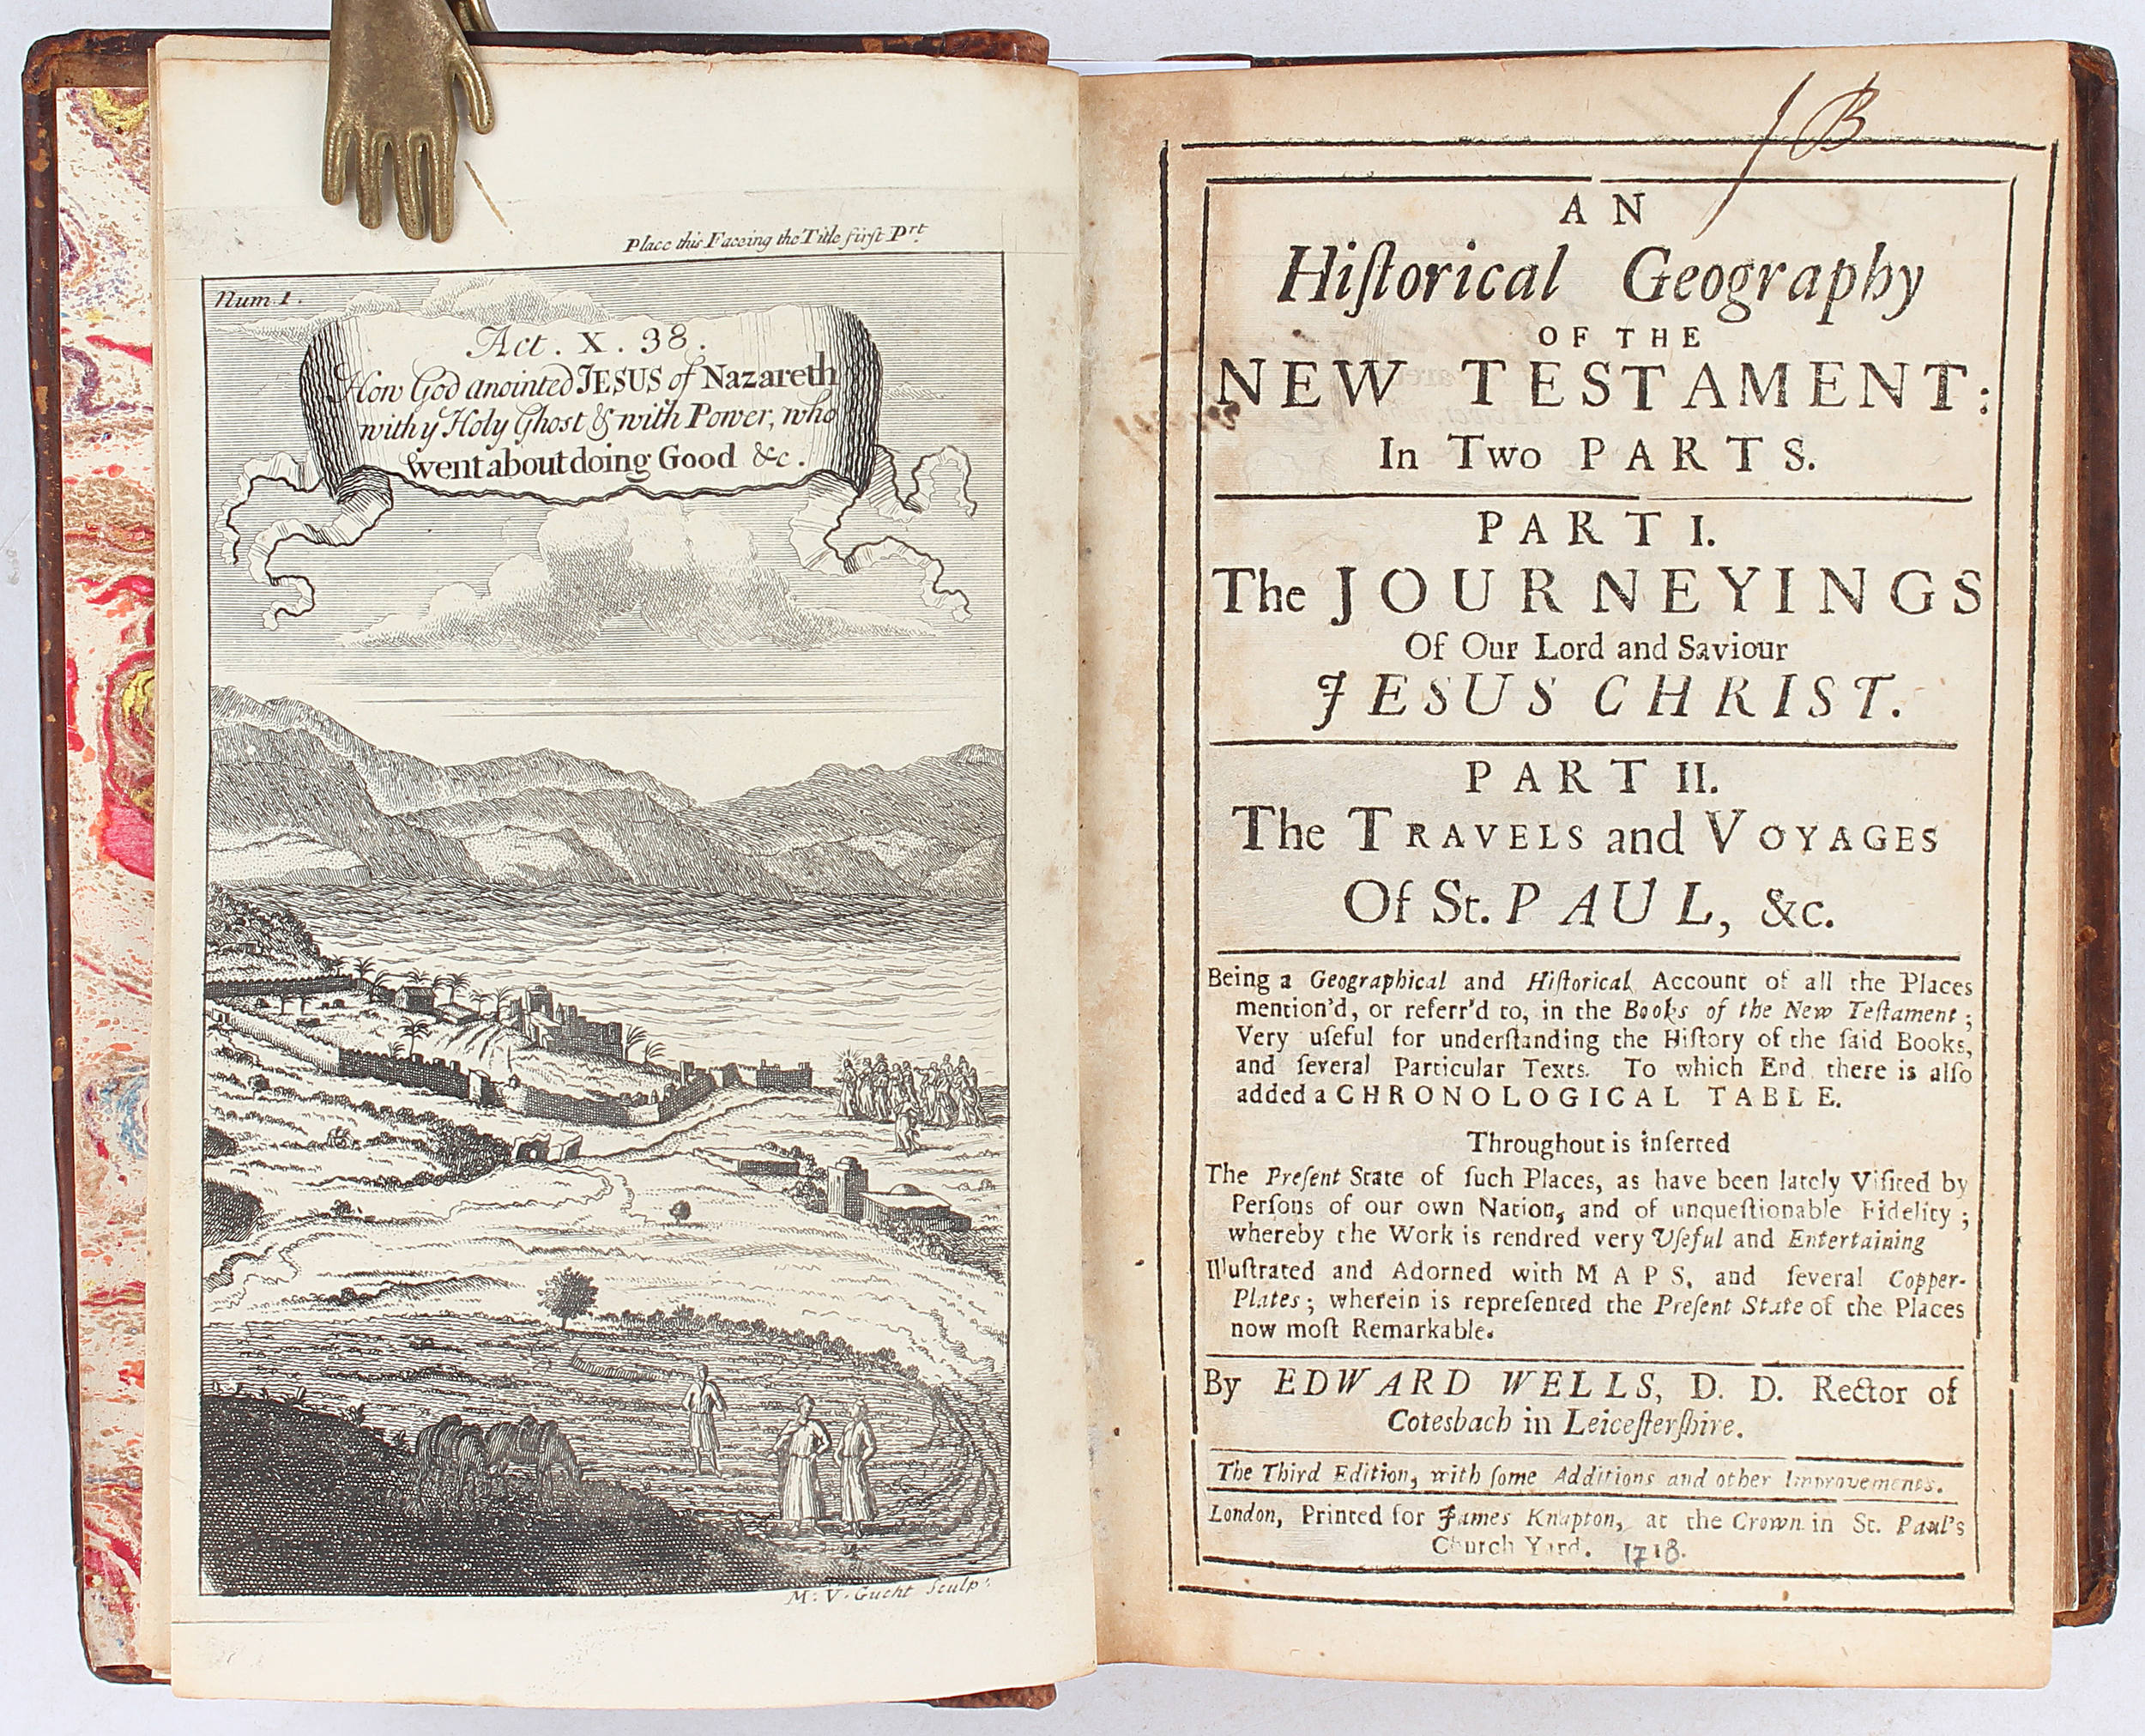 Place this Faceing the Title first Prt
Num. 1.
Act. X. 38.
How God anointed JESUS of Nazareth
with y Holy Ghost & with Power, who
went about doing Good &c.
M: V. Gucht Sculp.
JB
AN
Hiſtorical Geography
OF THE
NEW TESTAMENT:
In Two PARTS.
PART I.
The JOURNEYINGS
Of Our Lord and Saviour
JESUS CHRIST.
PART II.
The TRAVELS and VOYAGES
Of St. PAUL, &c.
Being a Geographical and Hiſtorical Account of all the Places
mention'd, or referr'd to, in the Books of the New Teſtament;
Very uſeful for underſtanding the Hiſtory of the ſaid Books,
and ſeveral Particular Texts. To which End there is alſo
added a CHRONOLOGICAL TABLE.
Throughout is inſerted
The Preſent State of ſuch Places, as have been lately Viſited by
Perſons of our own Nation, and of unqueſtionable Fidelity;
whereby the Work is rendred very Uſeful and Entertaining
Illuſtrated and Adorned with MAPS, and ſeveral Copper-
Plates; wherein is repreſented the Preſent State of the Places
now moſt Remarkable.
By EDWARD WELLS, D. D. Rector of
Cotesbach in Leiceſterſhire.
The Third Edition, with ſome Additions and other Improvements.
London, Printed for James Knapton, at the Crown in St. Paul's
Church Yard. 1718.